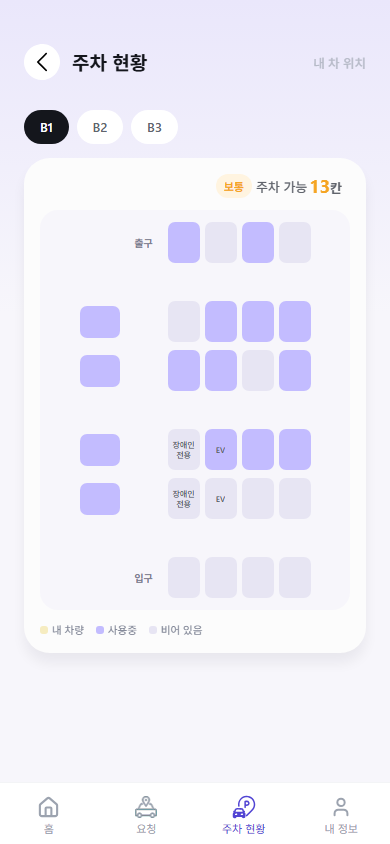 주차 현황
내 차 위치
B1 B2 B3
보통 주차 가능 13칸
출구
장애인
전용
EV
장애인
전용
EV
입구
내 차량 사용중 비어 있음
홈 요청 주차 현황 내 정보